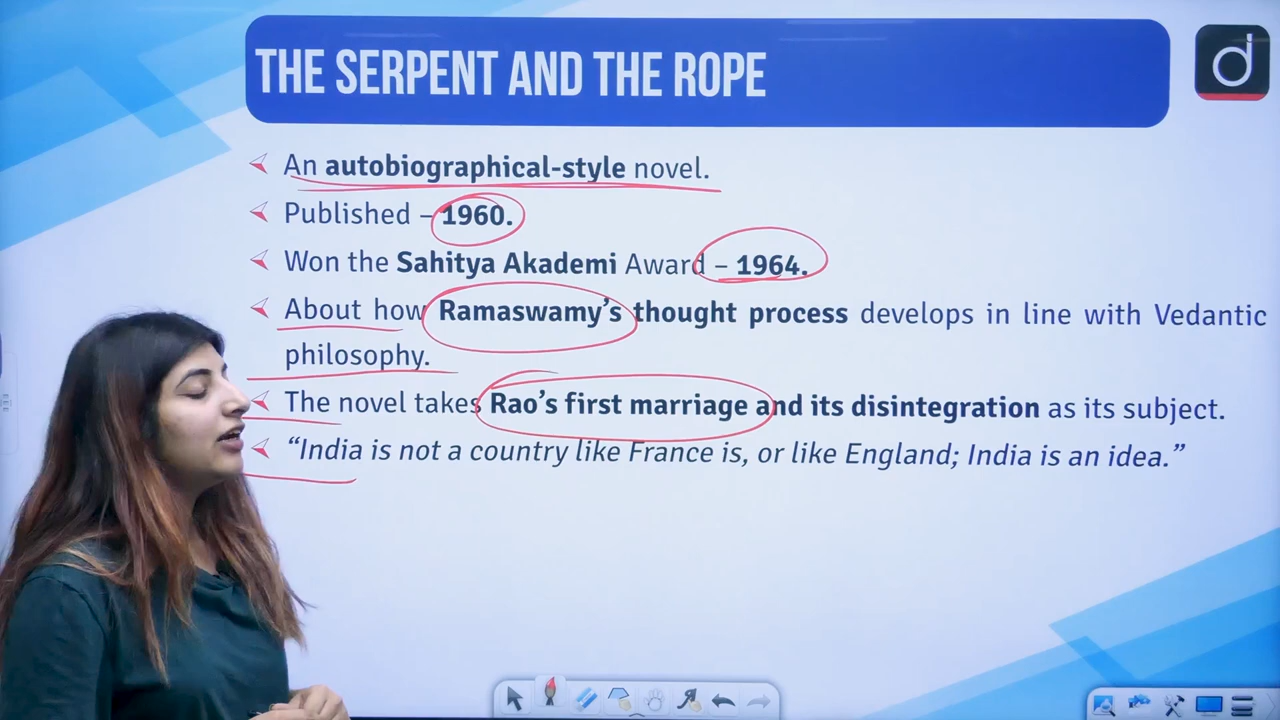 THE SERPENT AND THE ROPE
d
An autobiographical-style novel.
Published – 1960.
Won the Sahitya Akademi Award – 1964.
About how Ramaswamy's thought process develops in line with Vedantic
philosophy.
The novel takes Rao's first marriage and its disintegration as its subject.
“India is not a country like France is, or like England; India is an idea.”